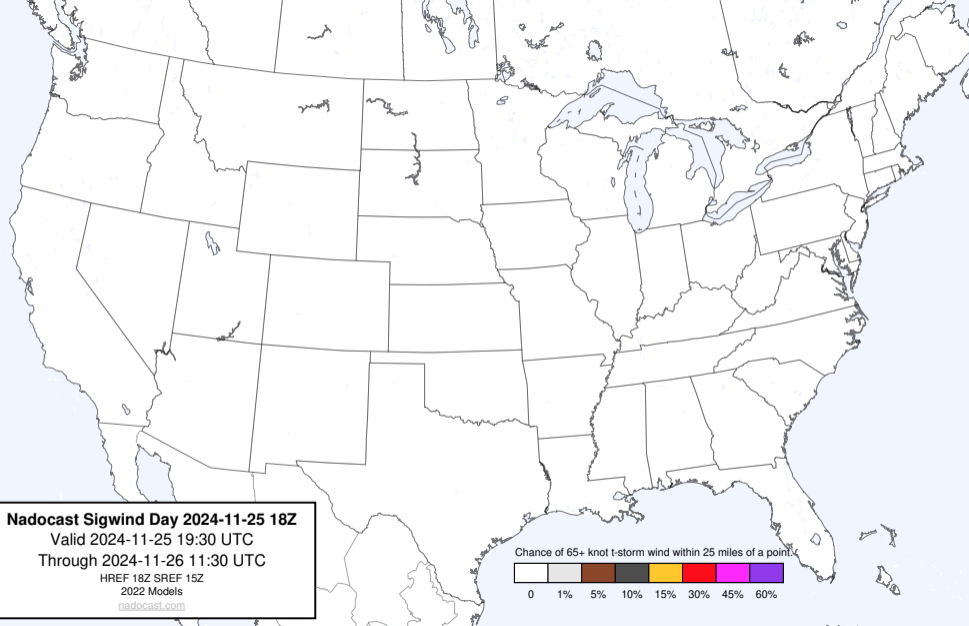 Nadocast Sigwind Day 2024-11-25 18Z
Valid 2024-11-25 19:30 UTC
Through 2024-11-26 11:30 UTC
HREF 18Z SREF 15Z
2022 Models
nadocast.com
Chance of 65+ knot t-storm wind within 25 miles of a point.
0 1% 5% 10% 15% 30% 45% 60%